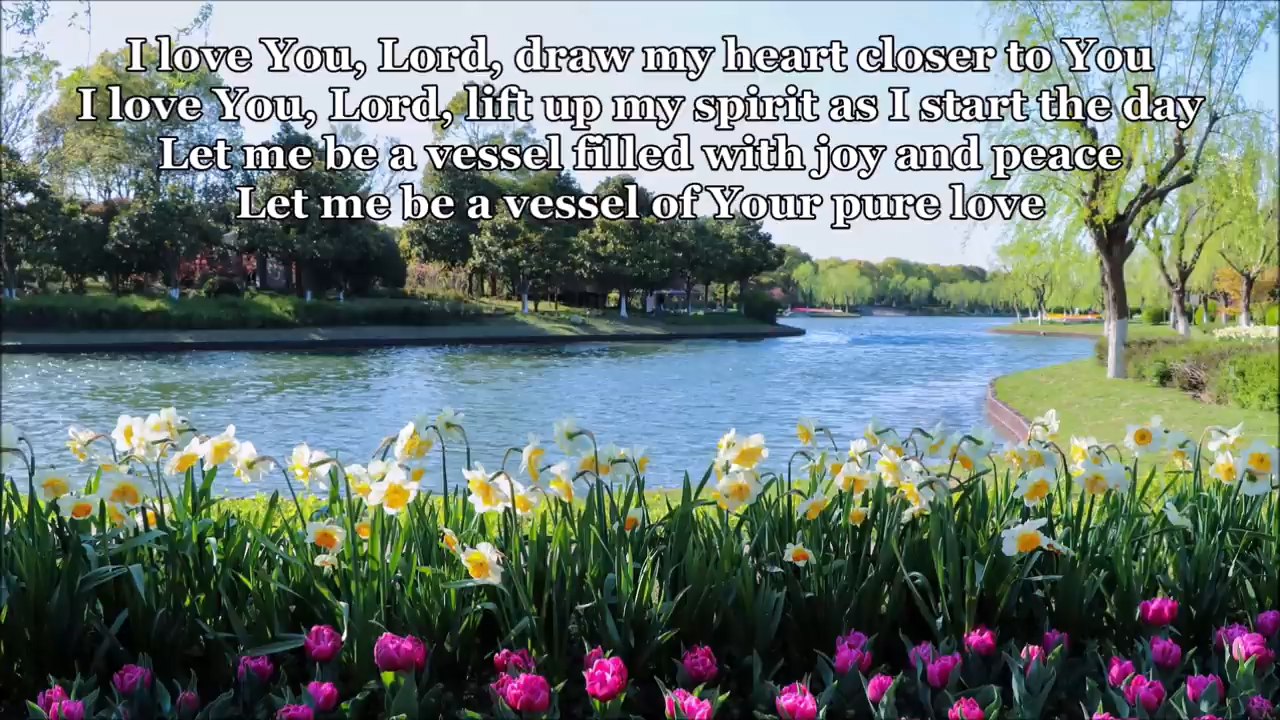 I love You, Lord, draw my heart closer to You
I love You, Lord, lift up my spirit as I start the day
Let me be a vessel filled with joy and peace
Let me be a vessel of Your pure love